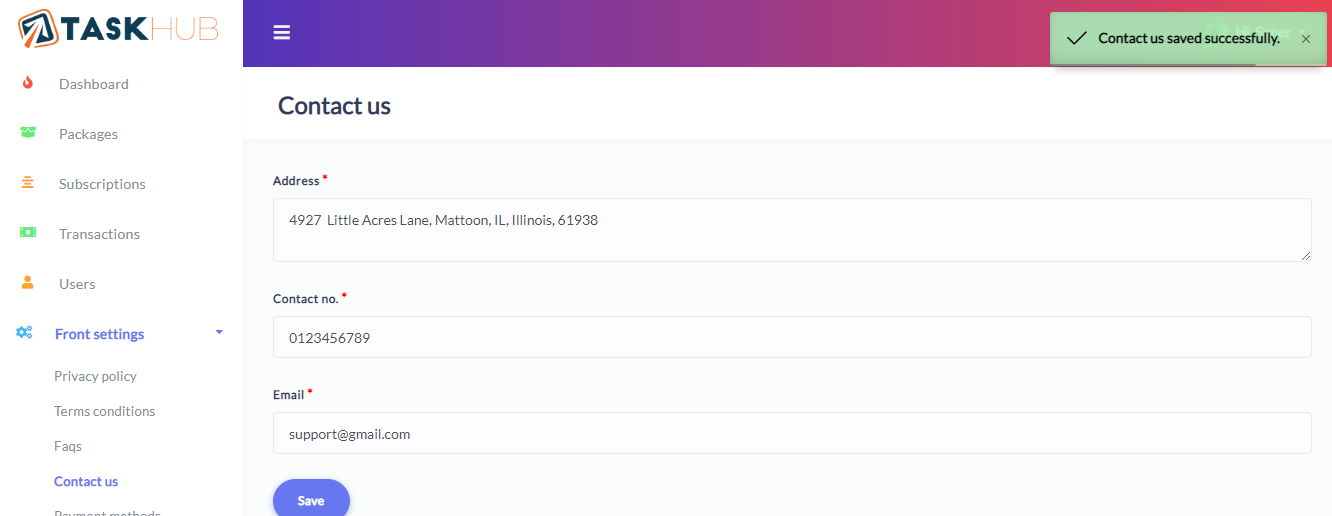 TASKHUB
Dashboard
Packages
Subscriptions
Transactions
Users
Front settings
Privacy policy
Terms conditions
Faqs
Contact us
Contact us saved successfully. ×
Contact us
Address *
4927 Little Acres Lane, Mattoon, IL, Illinois, 61938
Contact no. *
0123456789
Email *
support@gmail.com
Save